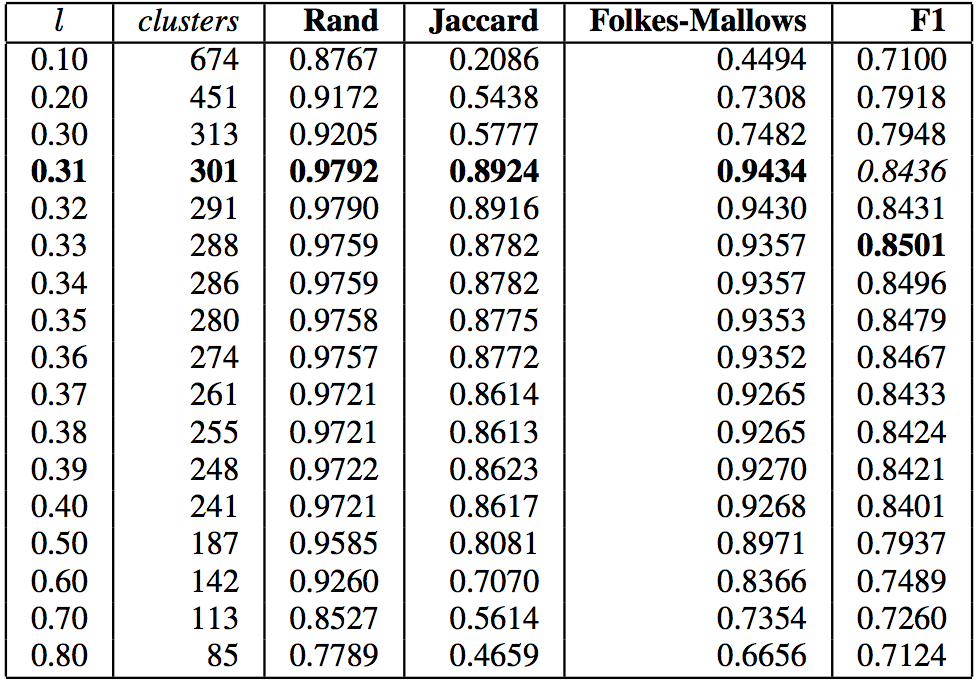 l clusters Rand Jaccard Folkes-Mallows F1
0.10 674 0.8767 0.2086 0.4494 0.7100
0.20 451 0.9172 0.5438 0.7308 0.7918
0.30 313 0.9205 0.5777 0.7482 0.7948
0.31 301 0.9792 0.8924 0.9434 0.8436
0.32 291 0.9790 0.8916 0.9430 0.8431
0.33 288 0.9759 0.8782 0.9357 0.8501
0.34 286 0.9759 0.8782 0.9357 0.8496
0.35 280 0.9758 0.8775 0.9353 0.8479
0.36 274 0.9757 0.8772 0.9352 0.8467
0.37 261 0.9721 0.8614 0.9265 0.8433
0.38 255 0.9721 0.8613 0.9265 0.8424
0.39 248 0.9722 0.8623 0.9270 0.8421
0.40 241 0.9721 0.8617 0.9268 0.8401
0.50 187 0.9585 0.8081 0.8971 0.7937
0.60 142 0.9260 0.7070 0.8366 0.7489
0.70 113 0.8527 0.5614 0.7354 0.7260
0.80 85 0.7789 0.4659 0.6656 0.7124